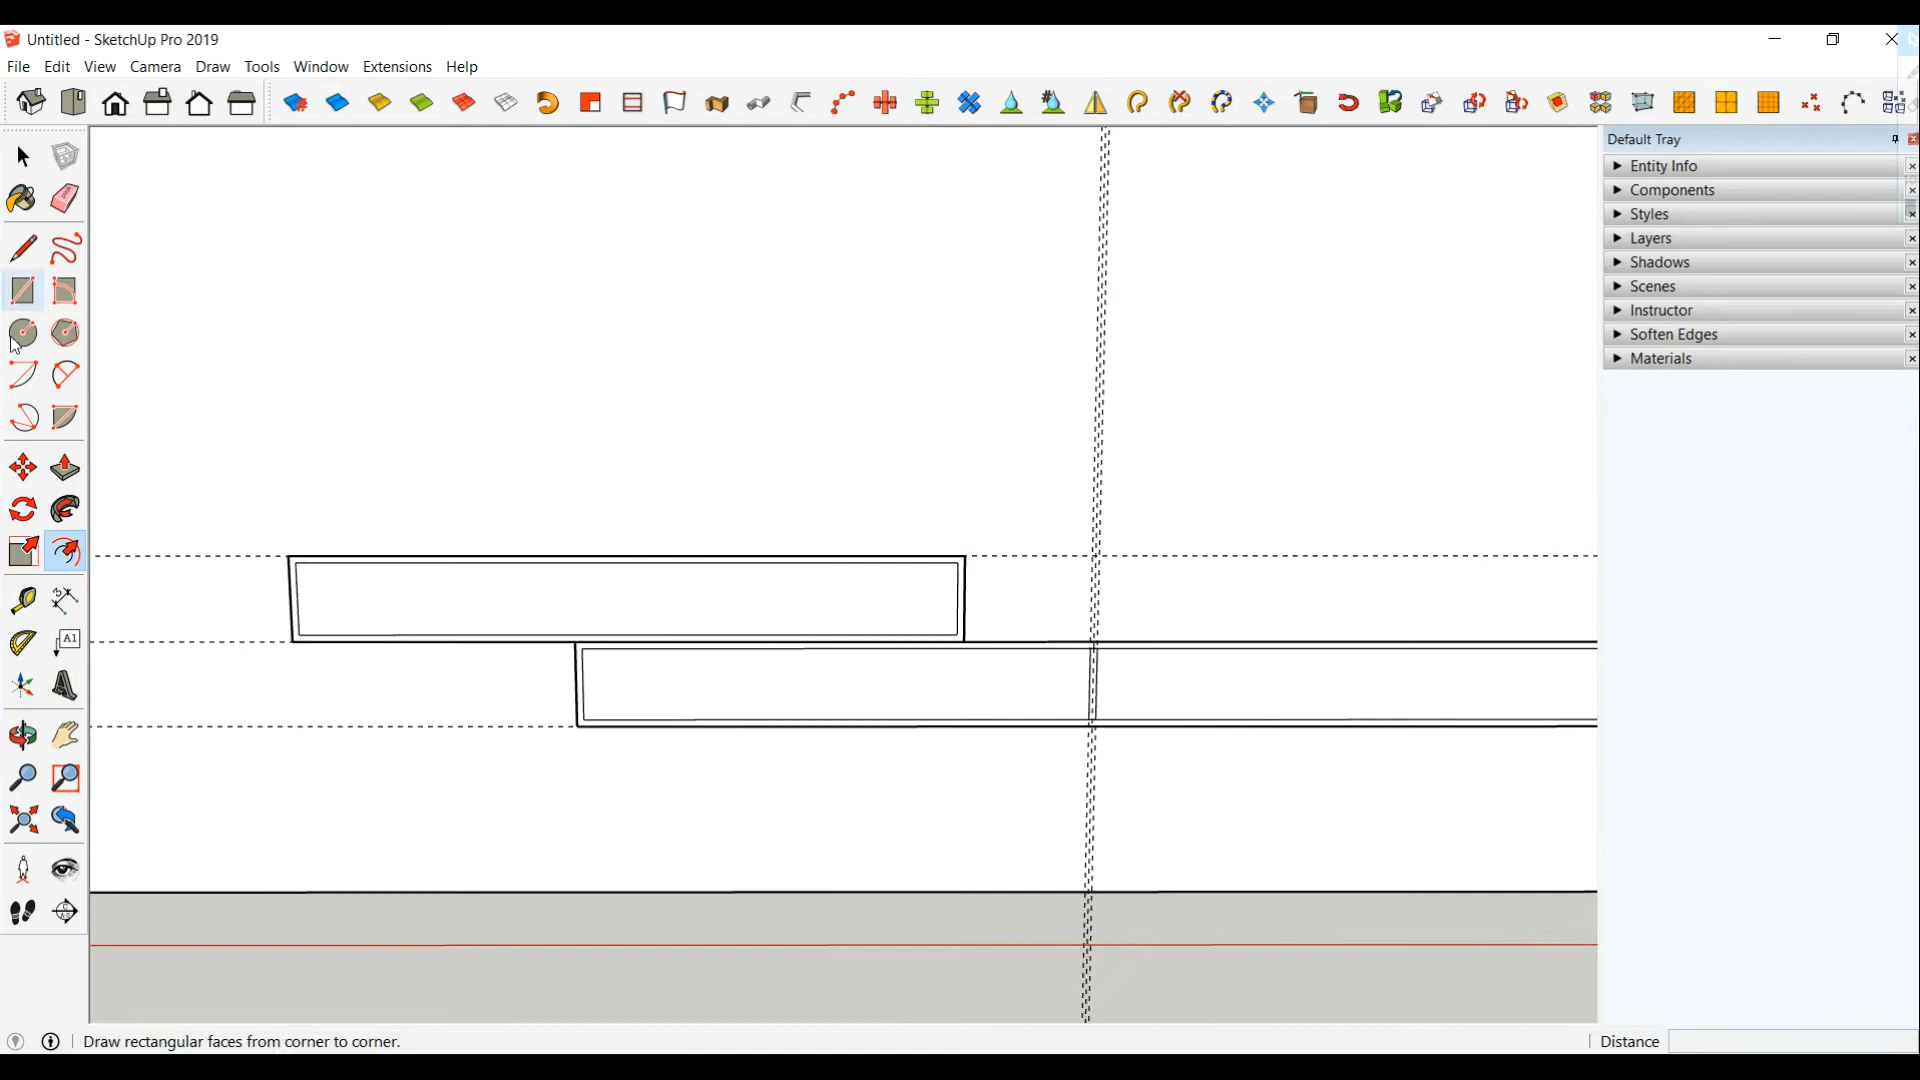 Untitled - SketchUp Pro 2019
File Edit View Camera Draw Tools Window Extensions Help
Default Tray
Entity Info
Components
Styles
Layers
Shadows
Scenes
Instructor
Soften Edges
Materials
A1
Draw rectangular faces from corner to corner.
Distance